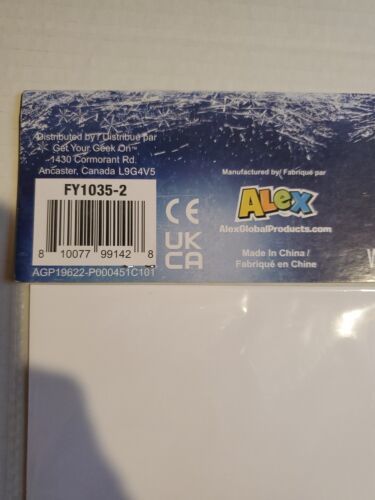 Distributed by / Distribué par
Get Your Geek On™
1430 Cormorant Rd.
Ancaster, Canada L9G4V5
FY1035-2
8 10077 99142 8
AGP19622-P000451C101
CE
UK
CA
Manufactured by/ Fabriqué par
ALEX
AlexGlobalProducts.com
Made In China /
Fabriqué en Chine
W